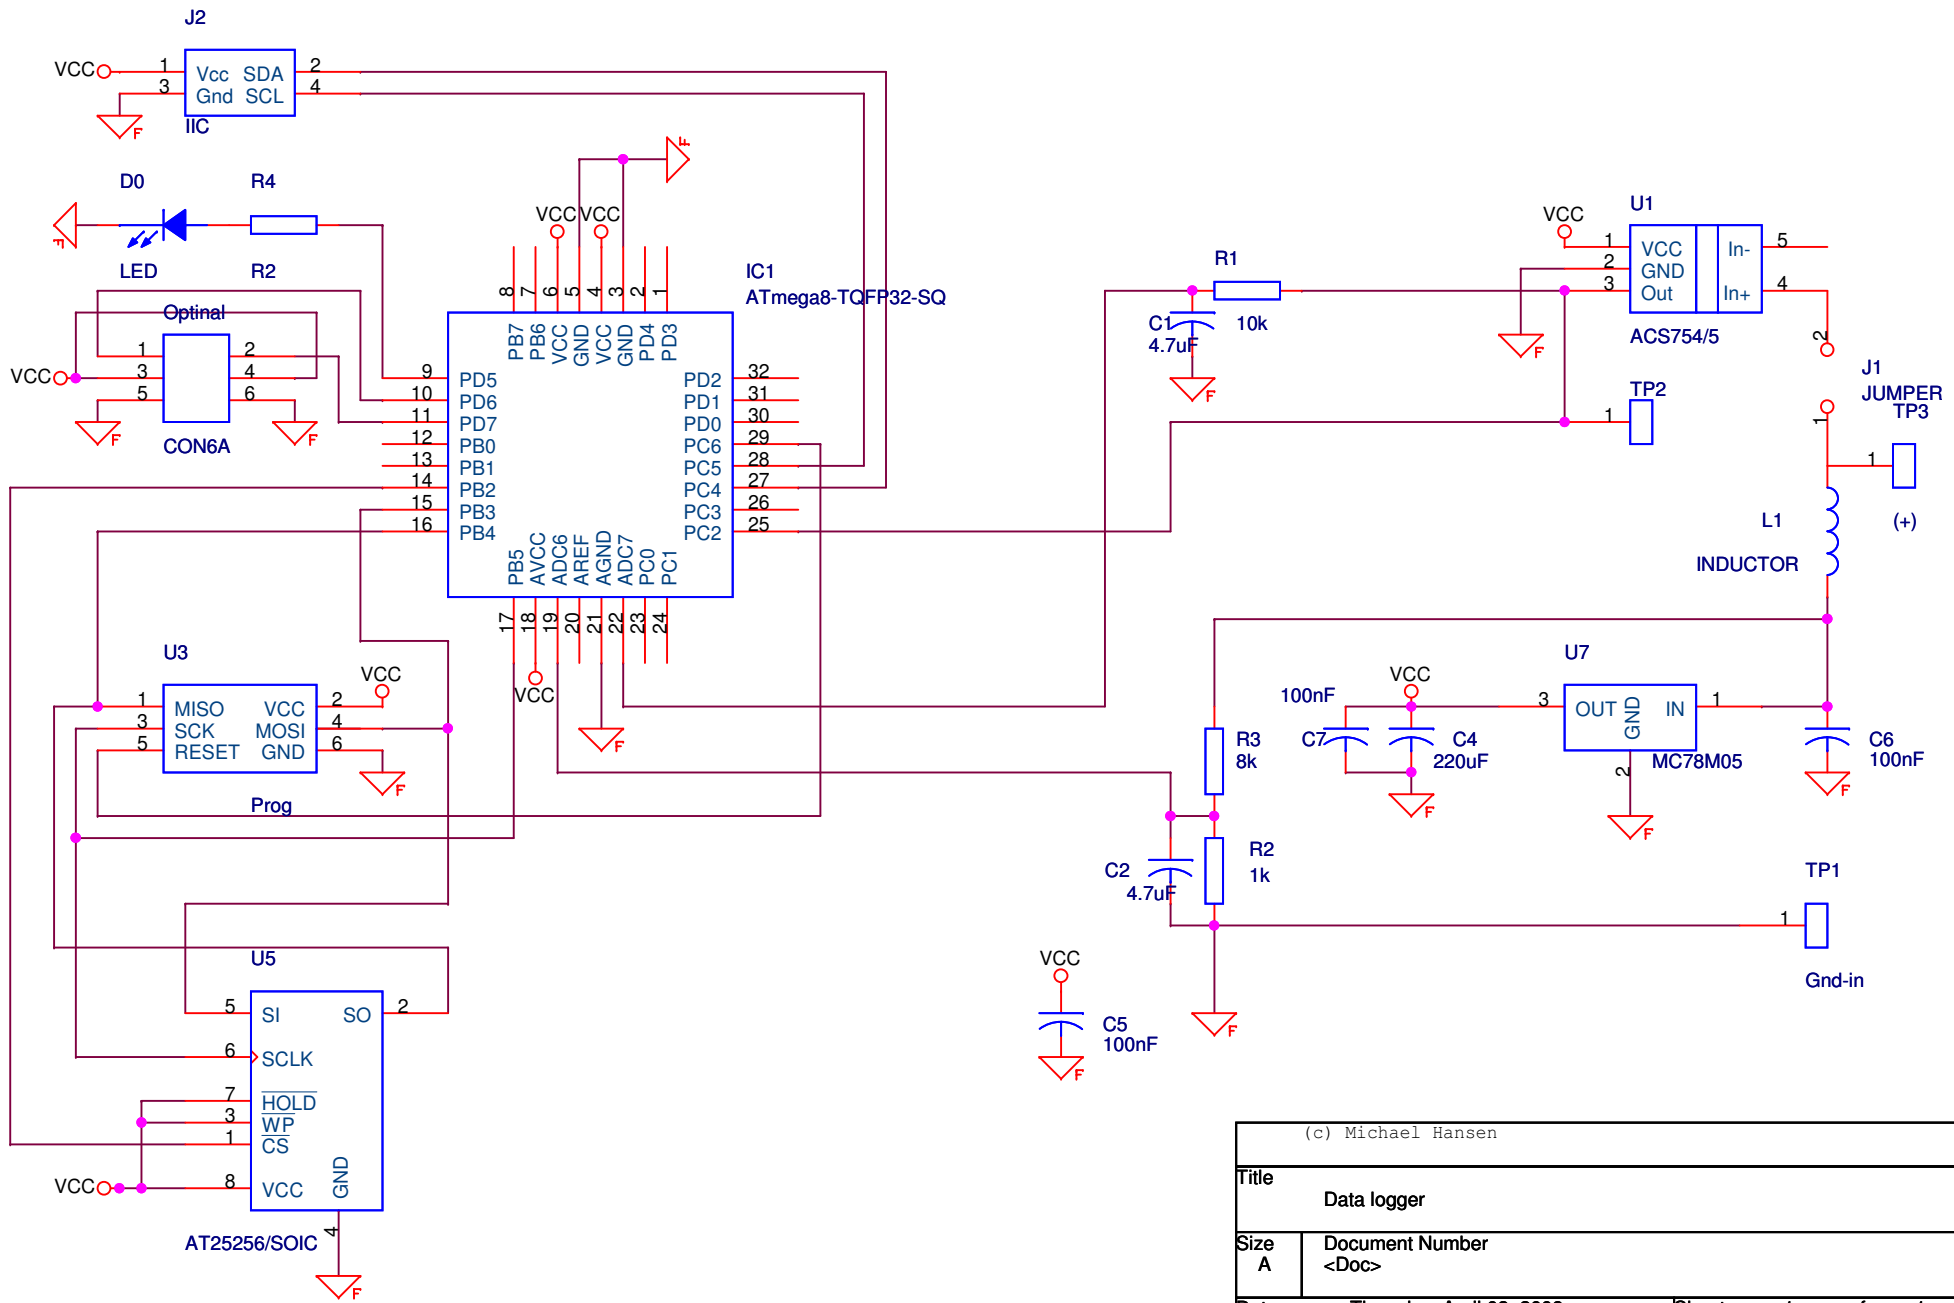 J2
VCC
1 Vcc SDA 2
3 Gnd SCL 4
IIC
F
F
D0 R4
F
LED R2
VCC VCC
8 7 6 5 4 3 2 1
IC1
ATmega8-TQFP32-SQ
PB7 PB6 VCC GND VCC GND PD4 PD3
Optinal
1 2
VCC 3 4
5 6
F F
CON6A
9 PD5 PD2 32
10 PD6 PD1 31
11 PD7 PD0 30
12 PB0 PC6 29
13 PB1 PC5 28
14 PB2 PC4 27
15 PB3 PC3 26
16 PB4 PC2 25
PB5 AVCC ADC6 AREF AGND ADC7 PC0 PC1
17 18 19 20 21 22 23 24
VCC
F
R1
10k
C1
4.7uF
F
U1
VCC
1 VCC In- 5
2 GND
3 Out In+ 4
ACS754/5
F
2
J1
JUMPER
1
TP2
1
TP3
1
(+)
L1
INDUCTOR
U3
VCC
1 MISO VCC 2
3 SCK MOSI 4
5 RESET GND 6
F
Prog
U7
VCC
100nF
C7
C4
220uF
F
3 OUT GND IN 1
2
MC78M05
F
C6
100nF
F
R3
8k
R2
1k
C2
4.7uF
F
TP1
1
Gnd-in
VCC
C5
100nF
F
U5
5 SI SO 2
6 SCLK
7 HOLD
3 WP
1 CS
VCC 8 VCC GND
4
AT25256/SOIC
F
(c) Michael Hansen
Title
Data logger
Size Document Number
A <Doc>